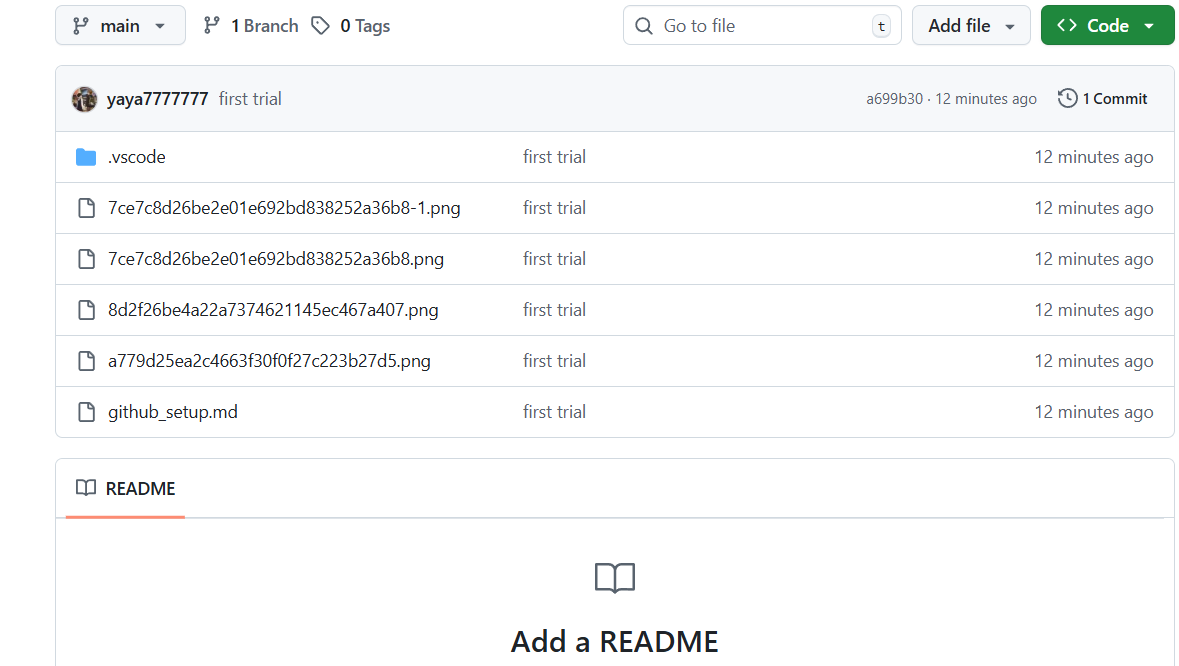 main 1 Branch 0 Tags Go to file t Add file Code
yaya7777777 first trial a699b30 · 12 minutes ago 1 Commit
.vscode first trial 12 minutes ago
7ce7c8d26be2e01e692bd838252a36b8-1.png first trial 12 minutes ago
7ce7c8d26be2e01e692bd838252a36b8.png first trial 12 minutes ago
8d2f26be4a22a7374621145ec467a407.png first trial 12 minutes ago
a779d25ea2c4663f30f0f27c223b27d5.png first trial 12 minutes ago
github_setup.md first trial 12 minutes ago
README
Add a README